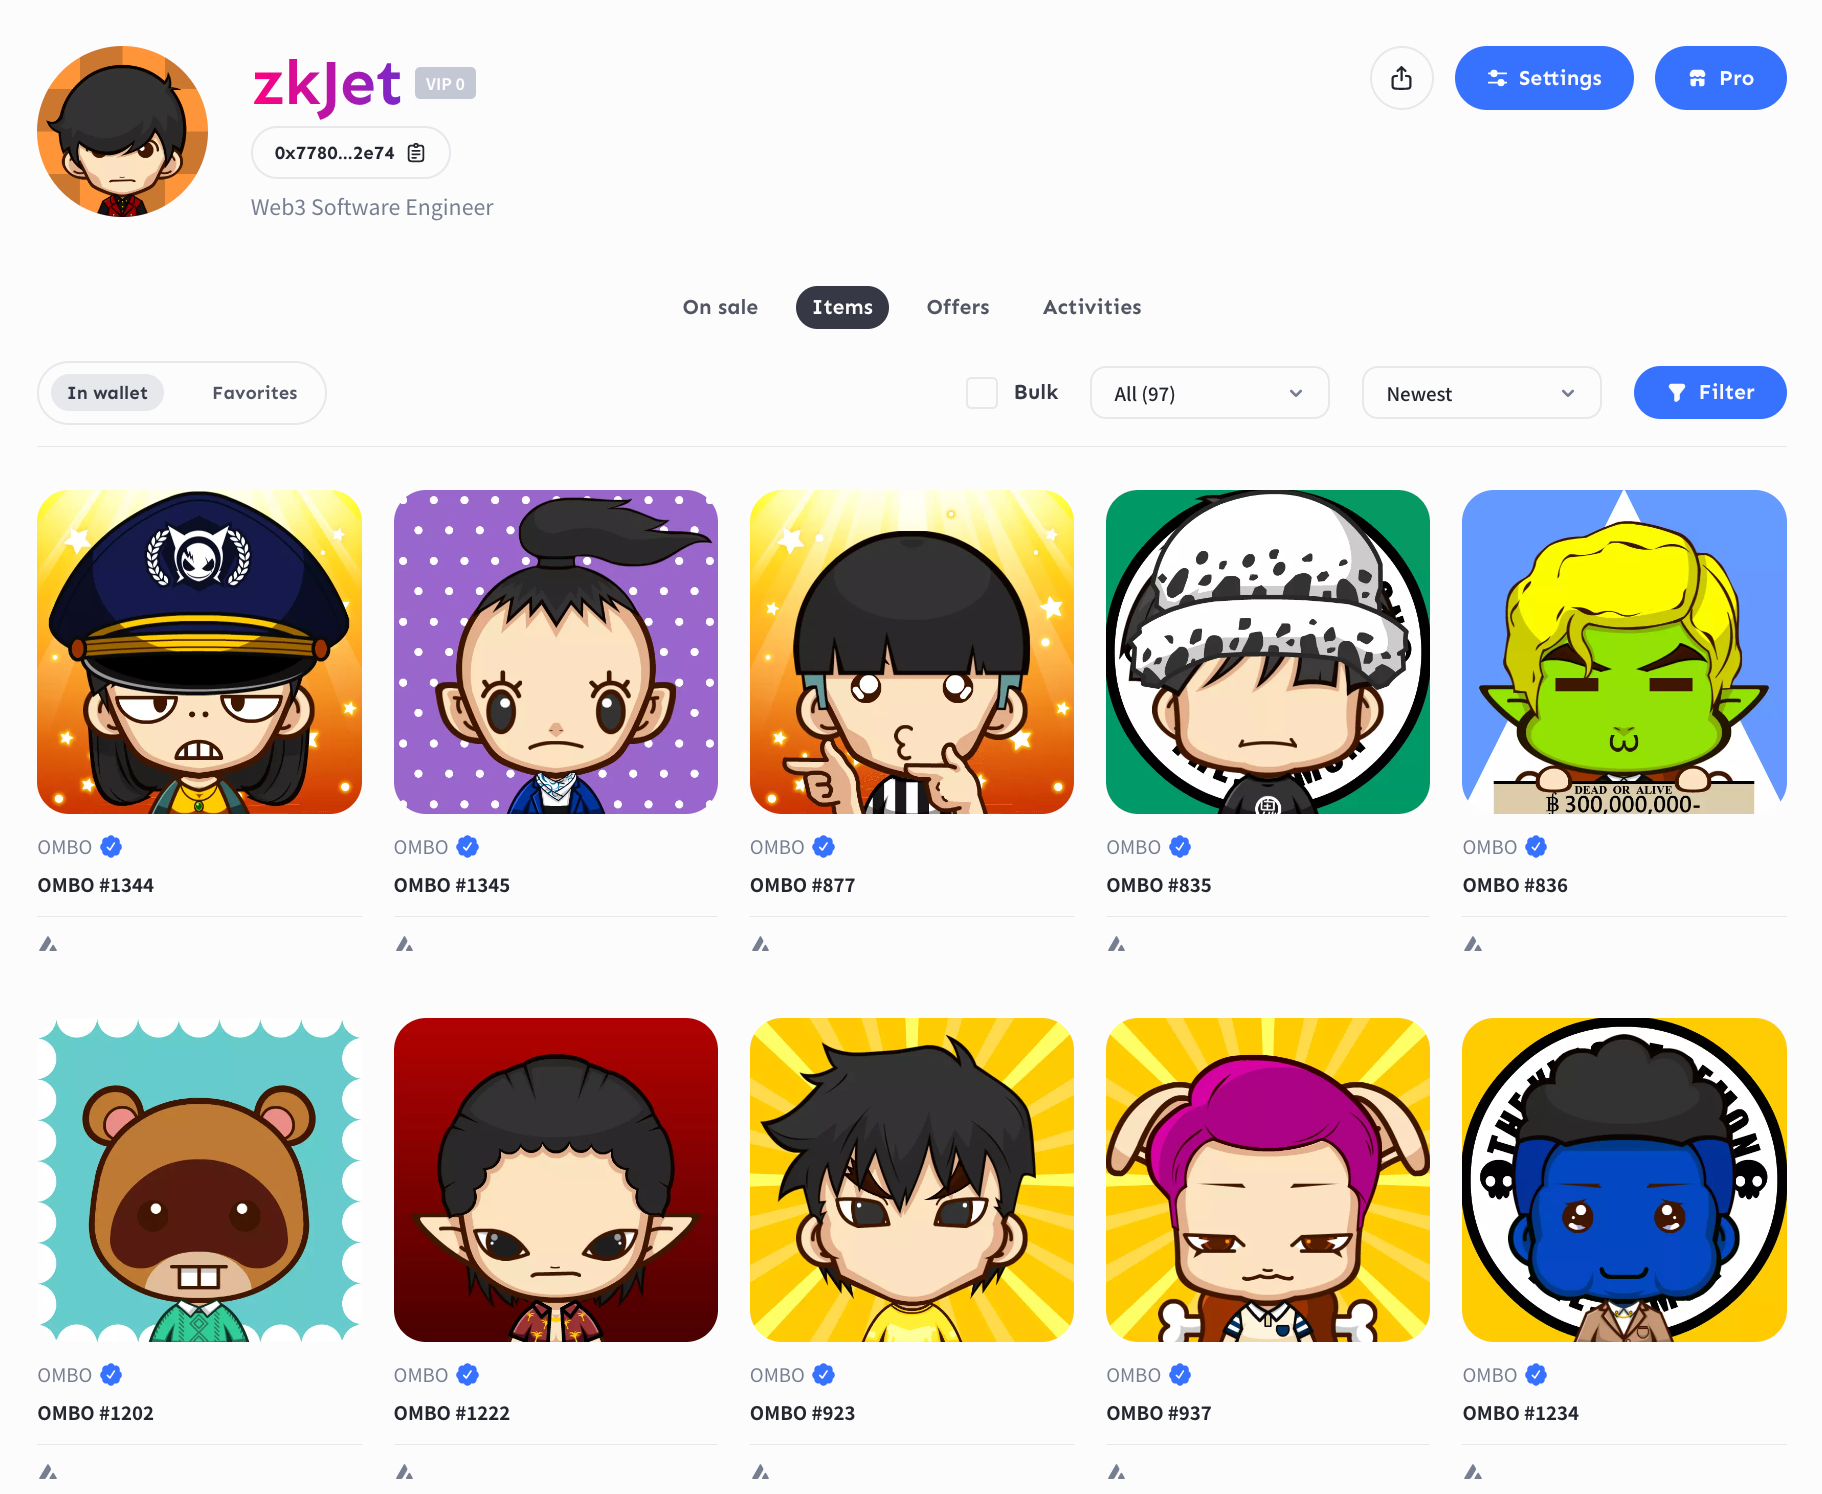 zkJet VIP 0
Settings
Pro
0x7780...2e74
Web3 Software Engineer
On sale Items Offers Activities
In wallet Favorites
Bulk All (97) Newest Filter
DEAD OR ALIVE
฿ 300,000,000-
OMBO OMBO OMBO OMBO OMBO
OMBO #1344 OMBO #1345 OMBO #877 OMBO #835 OMBO #836
THE MON
OMBO OMBO OMBO OMBO OMBO
OMBO #1202 OMBO #1222 OMBO #923 OMBO #937 OMBO #1234